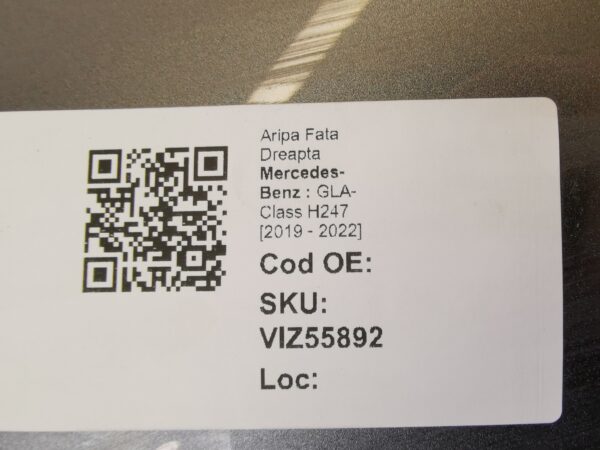 Aripa Fata
Dreapta
Mercedes-
Benz : GLA-
Class H247
[2019 - 2022]
Cod OE:
SKU:
VIZ55892
Loc: